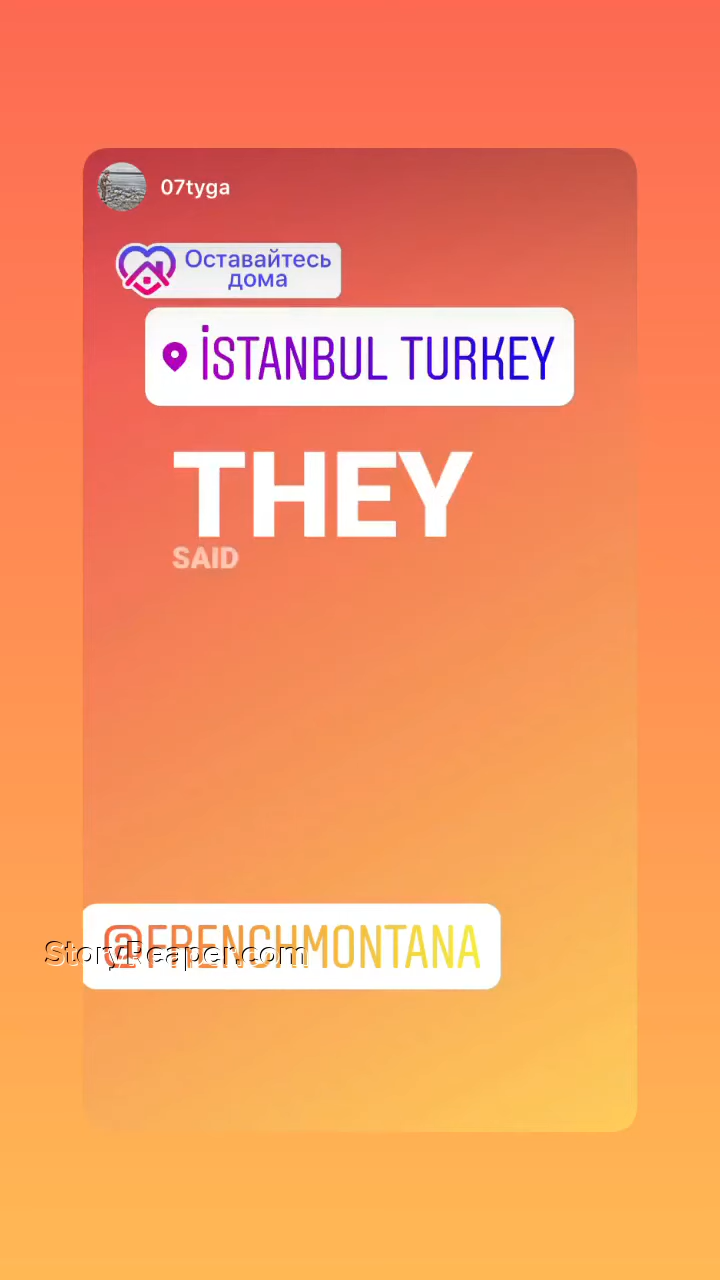 07tyga
Оставайтесь
дома
İSTANBUL TURKEY
THEY
SAID
@FRENCHMONTANA
StoryReaper.com